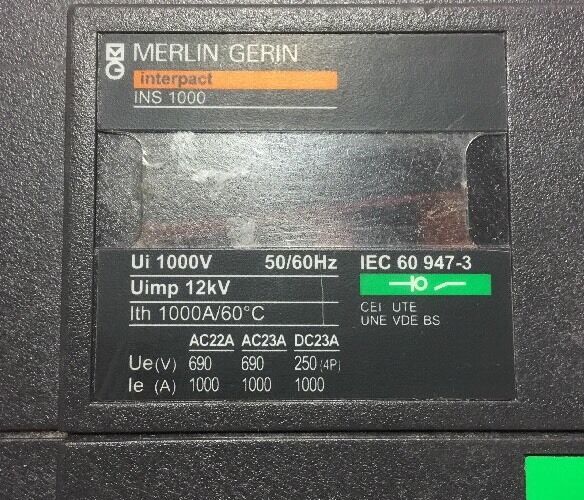 MERLIN GERIN
interpact
INS 1000
Ui 1000V 50/60Hz
Uimp 12kV
Ith 1000A/60°C
IEC 60 947-3
CEI UTE
UNE VDE BS
AC22A AC23A DC23A
Ue(V) 690 690 250 (4P)
Ie (A) 1000 1000 1000